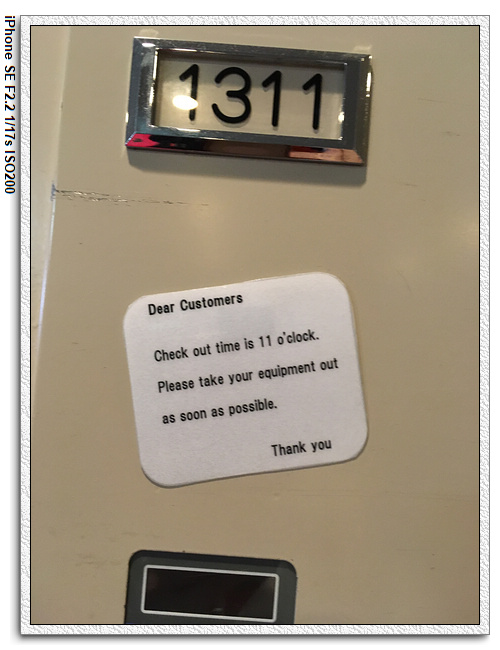 iPhone SE F2.2 1/17s ISO200
1311
Dear Customers
Check out time is 11 o'clock.
Please take your equipment out
as soon as possible.
Thank you